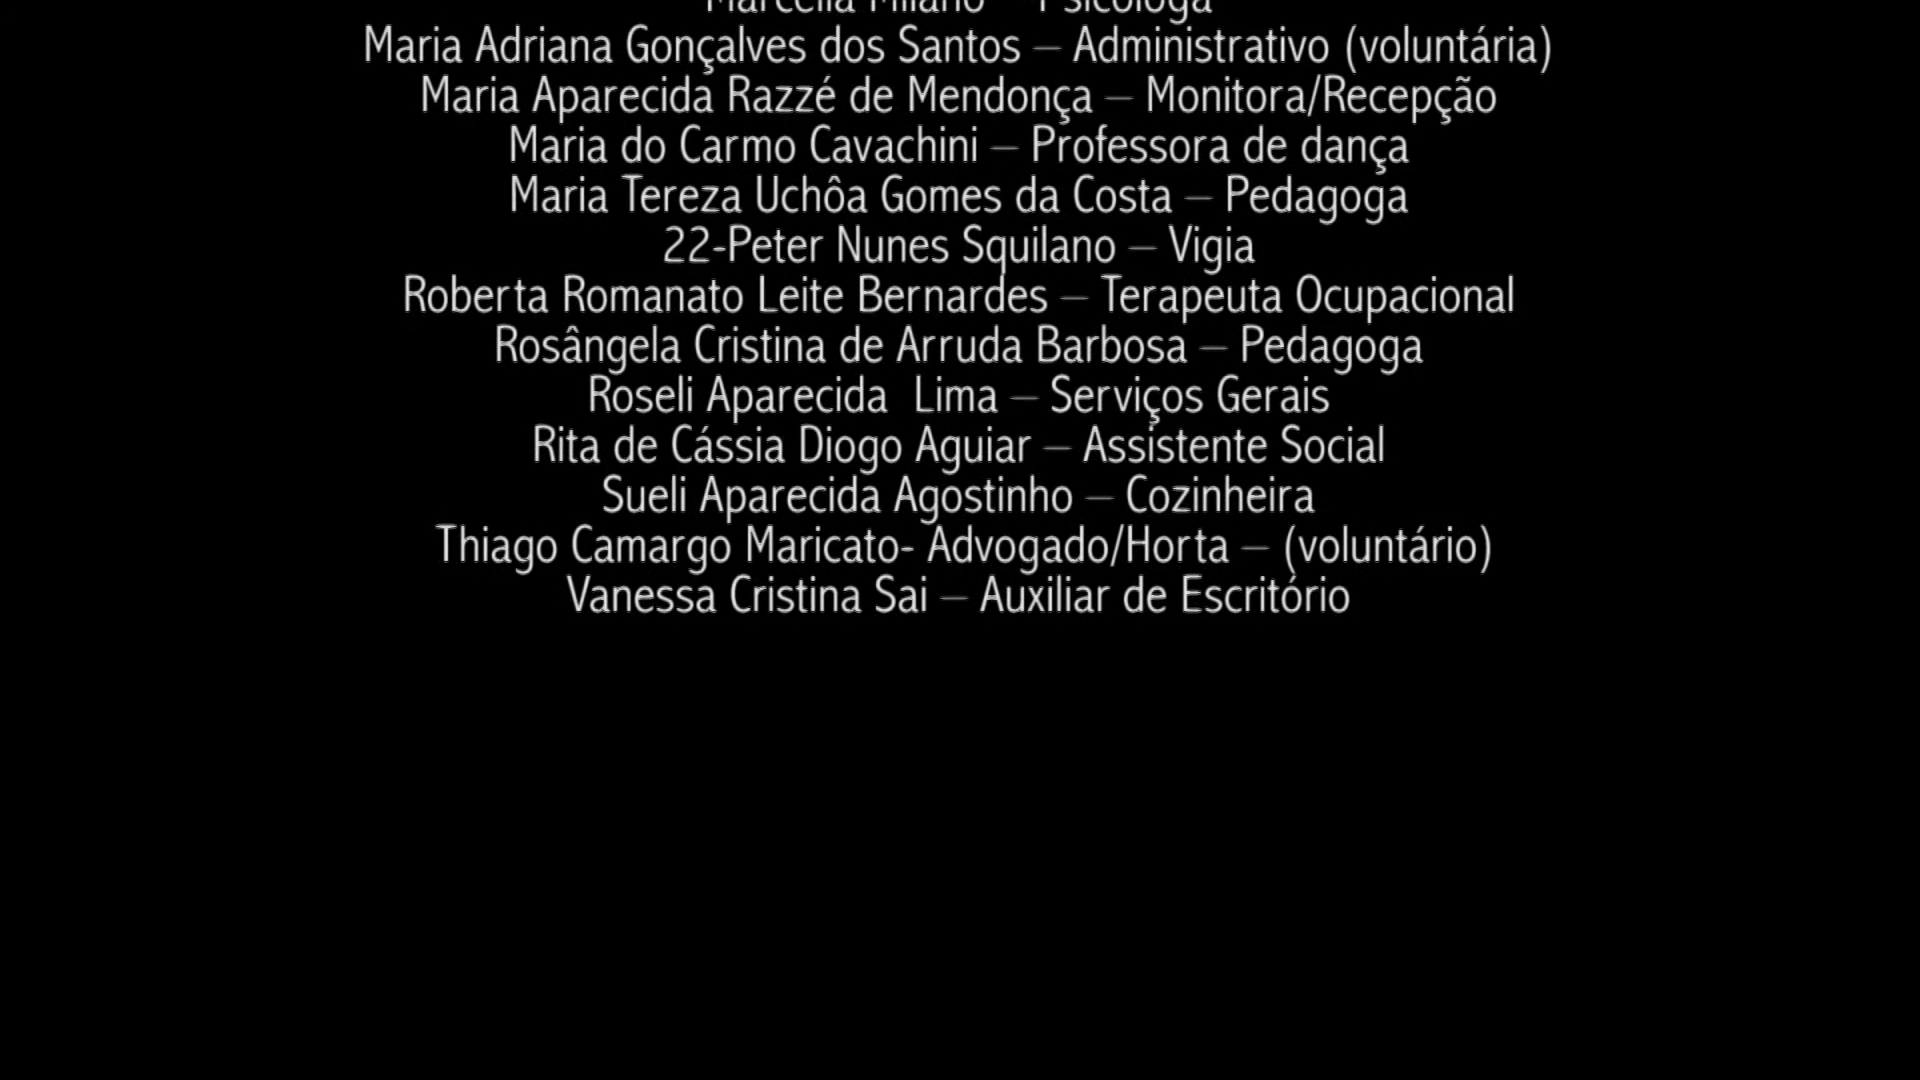 Marcella Milano – Psicóloga
Maria Adriana Gonçalves dos Santos – Administrativo (voluntária)
Maria Aparecida Razzé de Mendonça – Monitora/Recepção
Maria do Carmo Cavachini – Professora de dança
Maria Tereza Uchôa Gomes da Costa – Pedagoga
22-Peter Nunes Squilano – Vigia
Roberta Romanato Leite Bernardes – Terapeuta Ocupacional
Rosângela Cristina de Arruda Barbosa – Pedagoga
Roseli Aparecida  Lima – Serviços Gerais
Rita de Cássia Diogo Aguiar – Assistente Social
Sueli Aparecida Agostinho – Cozinheira
Thiago Camargo Maricato- Advogado/Horta – (voluntário)
Vanessa Cristina Sai – Auxiliar de Escritório